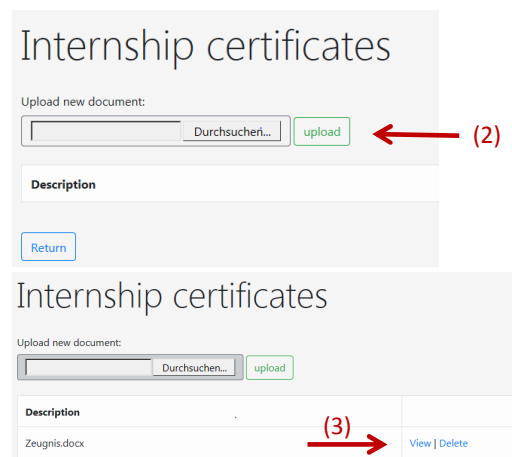 Internship certificates
Upload new document:
Durchsuchen... upload
(2)
Description
Return
Internship certificates
Upload new document:
Durchsuchen... upload
Description
(3)
Zeugnis.docx View | Delete